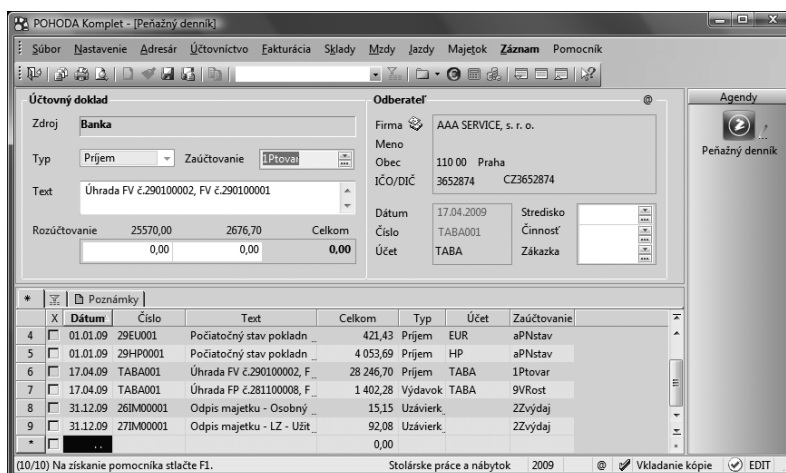 POHODA Komplet - [Peňažný denník]
Súbor Nastavenie Adresár Účtovníctvo Fakturácia Sklady Mzdy Jazdy Majetok Záznam Pomocník
Účtovný doklad
Zdroj Banka
Typ Príjem Zaúčtovanie 1Ptovar
Text Úhrada FV č.290100002, FV č.290100001
Rozúčtovanie 25570,00 2676,70 Celkom
0,00 0,00 0,00
Odberateľ @
Firma AAA SERVICE, s. r. o.
Meno
Obec 110 00 Praha
IČO/DIČ 3652874 CZ3652874
Dátum 17.04.2009 Stredisko
Číslo TABA001 Činnosť
Účet TABA Zákazka
Agendy
Peňažný denník
* Poznámky
X Dátum Číslo Text Celkom Typ Účet Zaúčtovanie
4 01.01.09 29EU001 Počiatočný stav pokladn ... 421,43 Príjem EUR aPNstav
5 01.01.09 29HP0001 Počiatočný stav pokladn ... 4 053,69 Príjem HP aPNstav
6 17.04.09 TABA001 Úhrada FV č.290100002, F ... 28 246,70 Príjem TABA 1Ptovar
7 17.04.09 TABA001 Úhrada FP č.281100008, F ... 1 402,28 Výdavok TABA 9VRost
8 31.12.09 26IM00001 Odpis majetku - Osobný ... 15,15 Uzávierk...
2Zvýdaj
9 31.12.09 27IM00001 Odpis majetku - LZ - Užit ... 92,08 Uzávierk...
2Zvýdaj
* . . 0,00
(10/10) Na získanie pomocníka stlačte F1. Stolárske práce a nábytok 2009 @ Vkladanie kópie EDIT